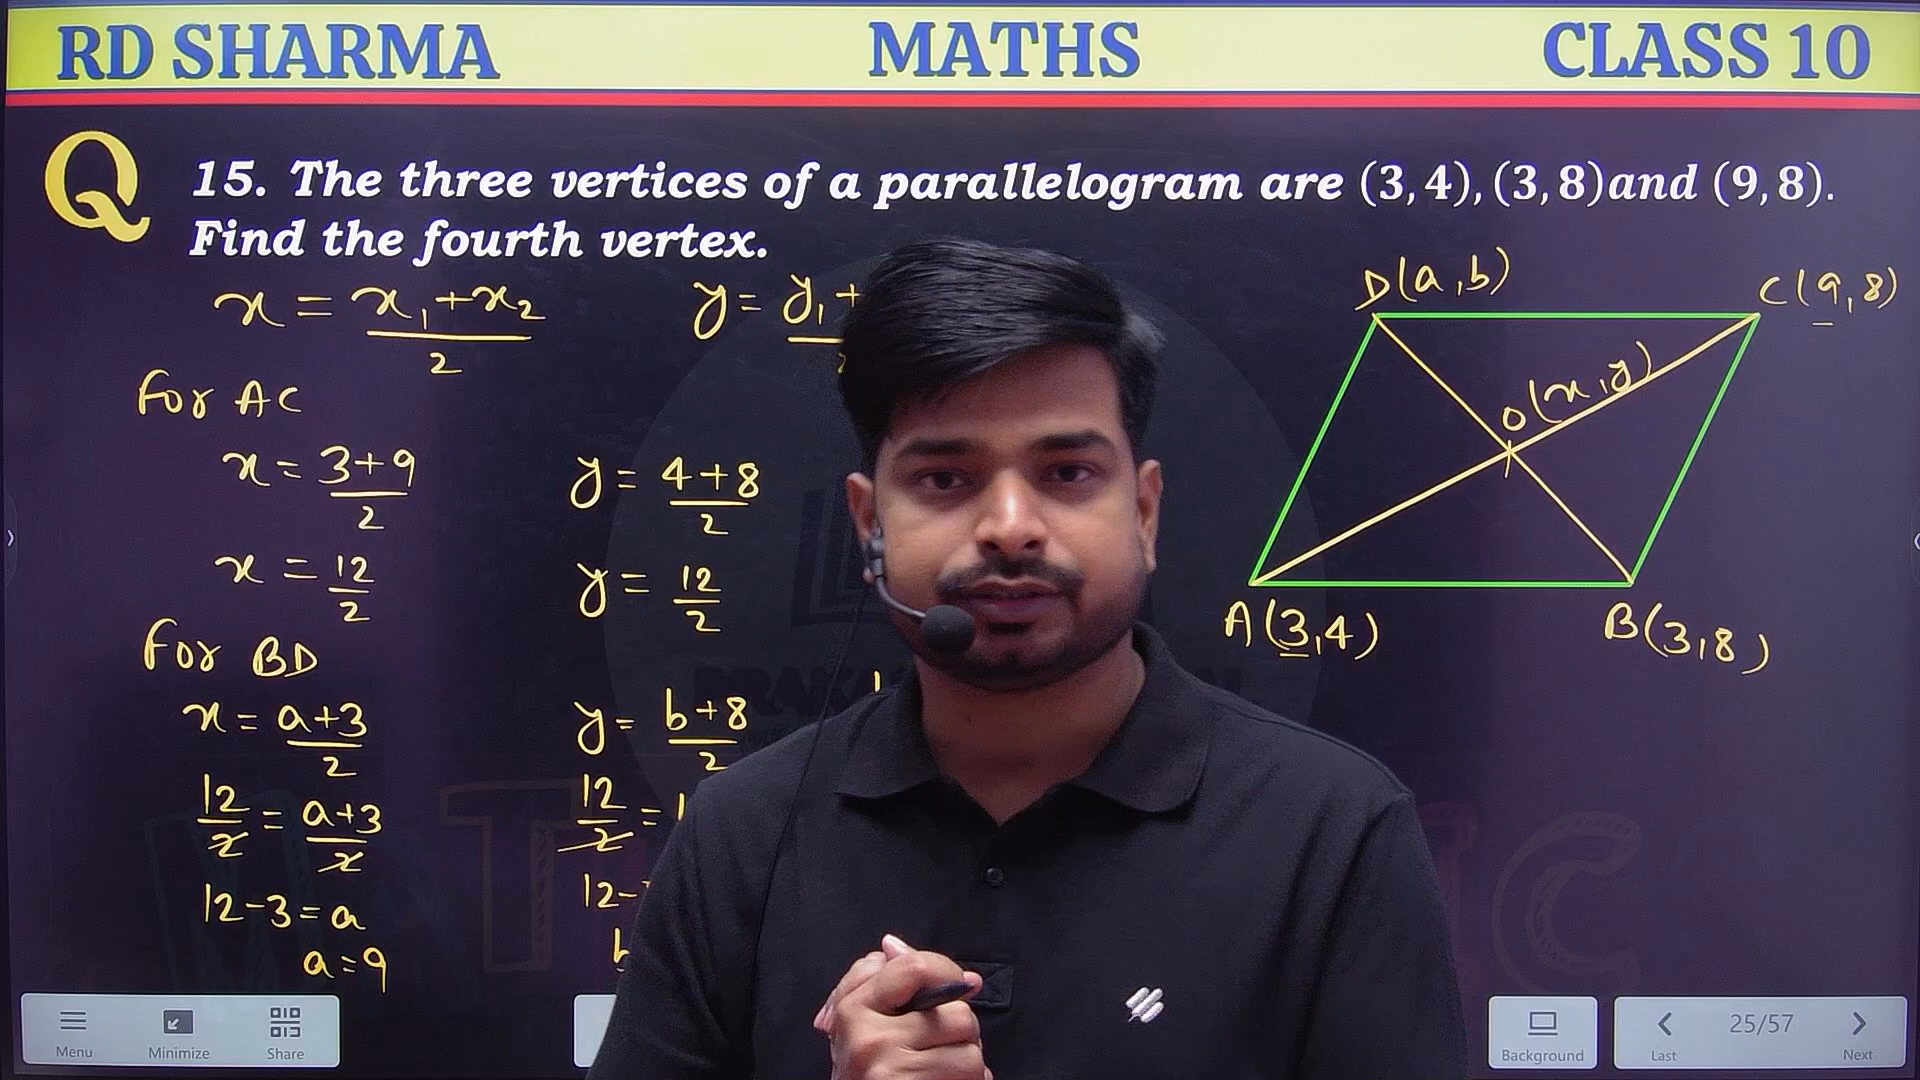 RD SHARMA MATHS CLASS 10
Q 15. The three vertices of a parallelogram are (3,4),(3,8)and (9,8).
Find the fourth vertex.
x = x₁+x₂/2
y = y₁+
For AC
x = 3+9/2
y = 4+8/2
x = 12/2
y = 12/2
For BD
x = a+3/2
y = b+8/2
12/2 = a+3/2
12/2 =
12-3=a
12-
a=9
D(a,b)
C(9,8)
O(x,y)
A(3,4)
B(3,8)
Menu Minimize Share
Background
25/57
Last Next